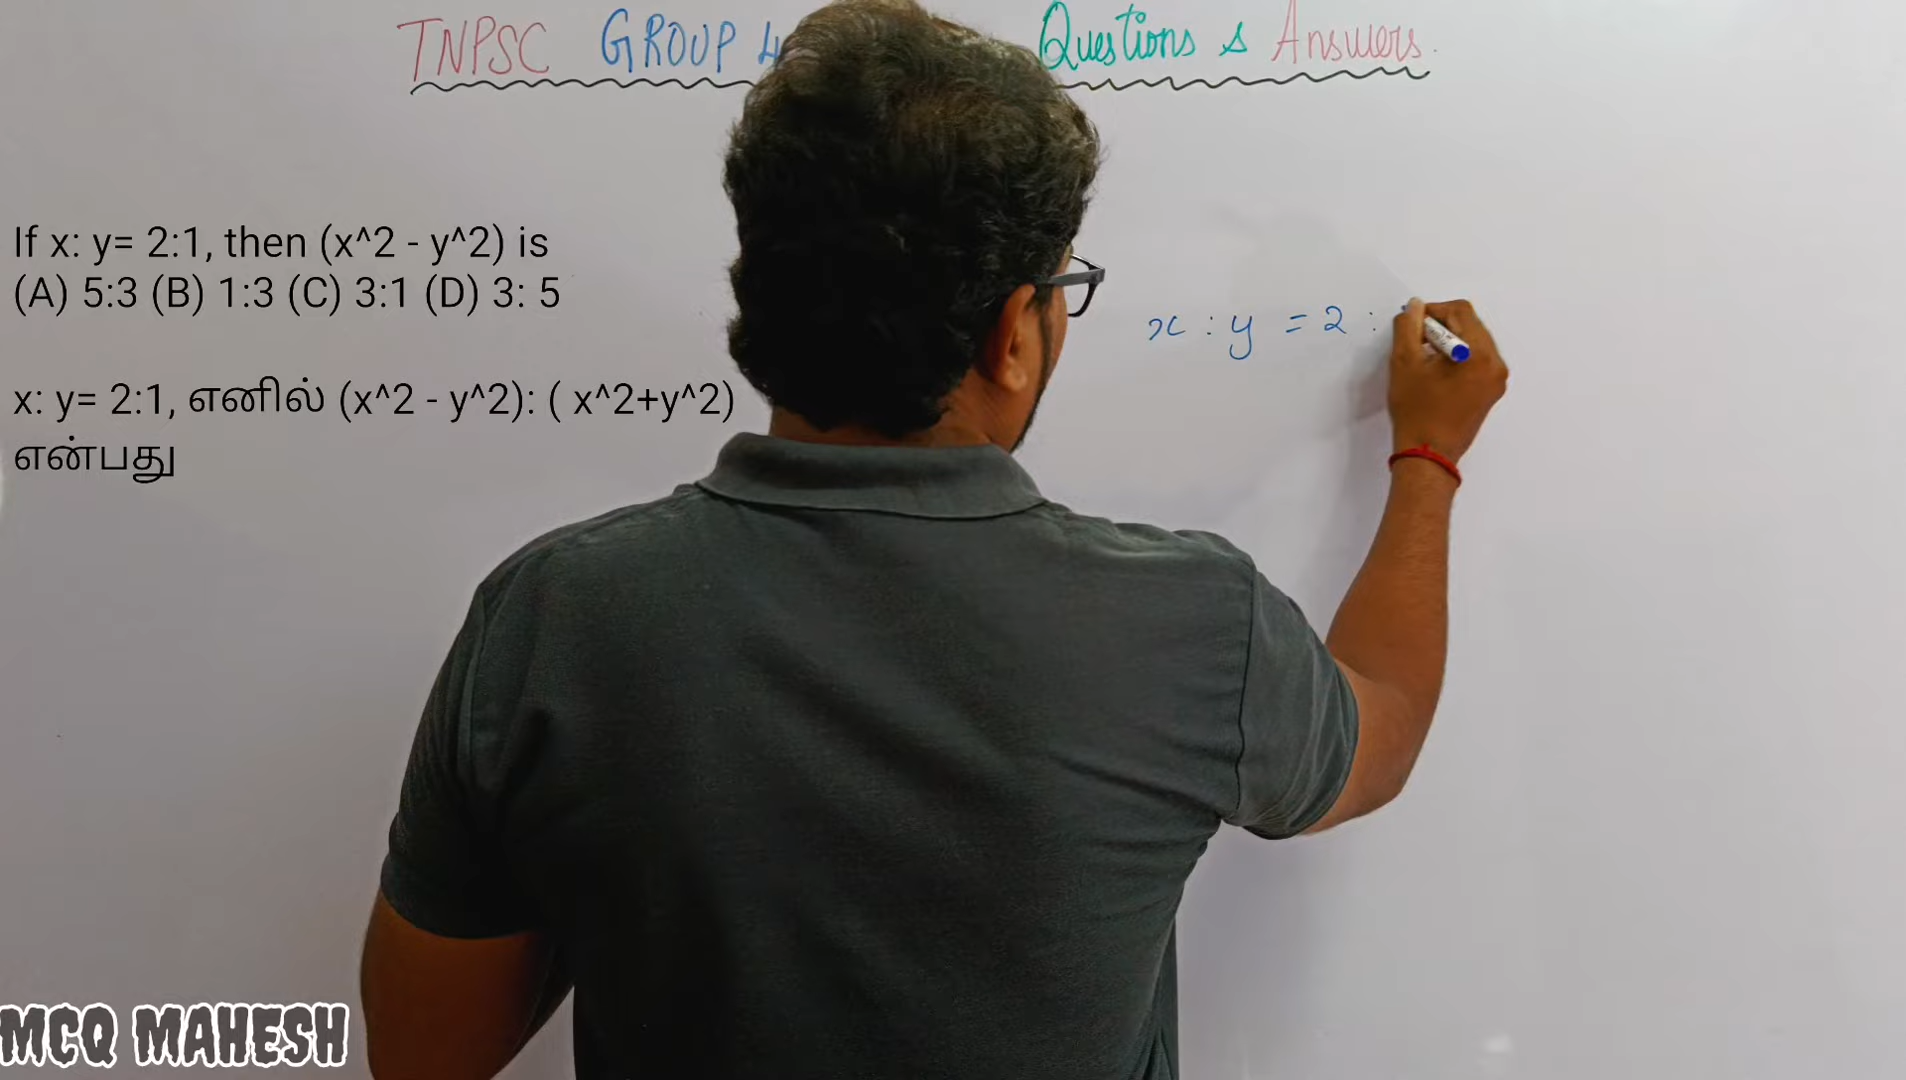 TNPSC GROUP 4 Questions & Answers.
If x: y= 2:1, then (x^2 - y^2) is
(A) 5:3 (B) 1:3 (C) 3:1 (D) 3: 5
x: y= 2:1, எனில் (x^2 - y^2): ( x^2+y^2)
என்பது
x : y = 2 :
MCQ MAHESH